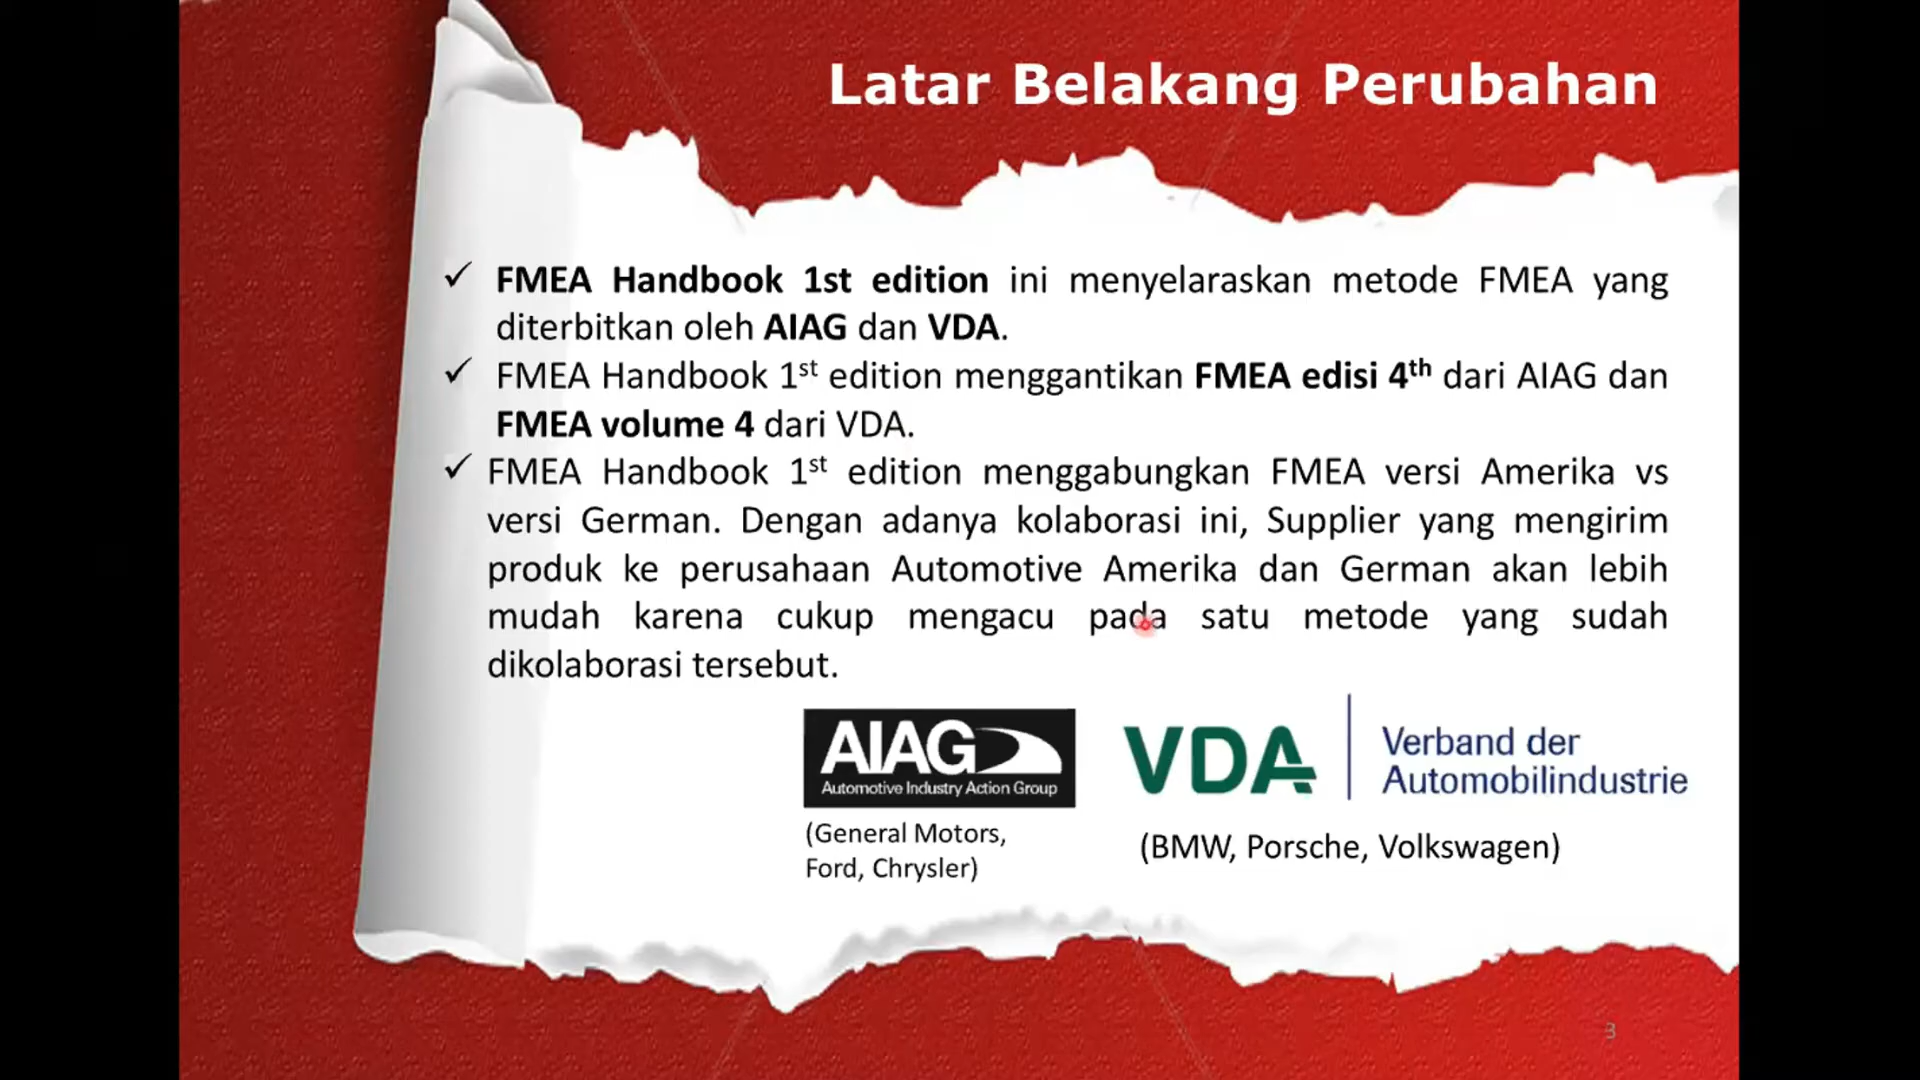 Latar Belakang Perubahan
✓ FMEA Handbook 1st edition ini menyelaraskan metode FMEA yang
diterbitkan oleh AIAG dan VDA.
✓ FMEA Handbook 1st edition menggantikan FMEA edisi 4th dari AIAG dan
FMEA volume 4 dari VDA.
✓ FMEA Handbook 1st edition menggabungkan FMEA versi Amerika vs
versi German. Dengan adanya kolaborasi ini, Supplier yang mengirim
produk ke perusahaan Automotive Amerika dan German akan lebih
mudah karena cukup mengacu pada satu metode yang sudah
dikolaborasi tersebut.
AIAG
Automotive Industry Action Group
(General Motors,
Ford, Chrysler)
VDA
Verband der
Automobilindustrie
(BMW, Porsche, Volkswagen)
3